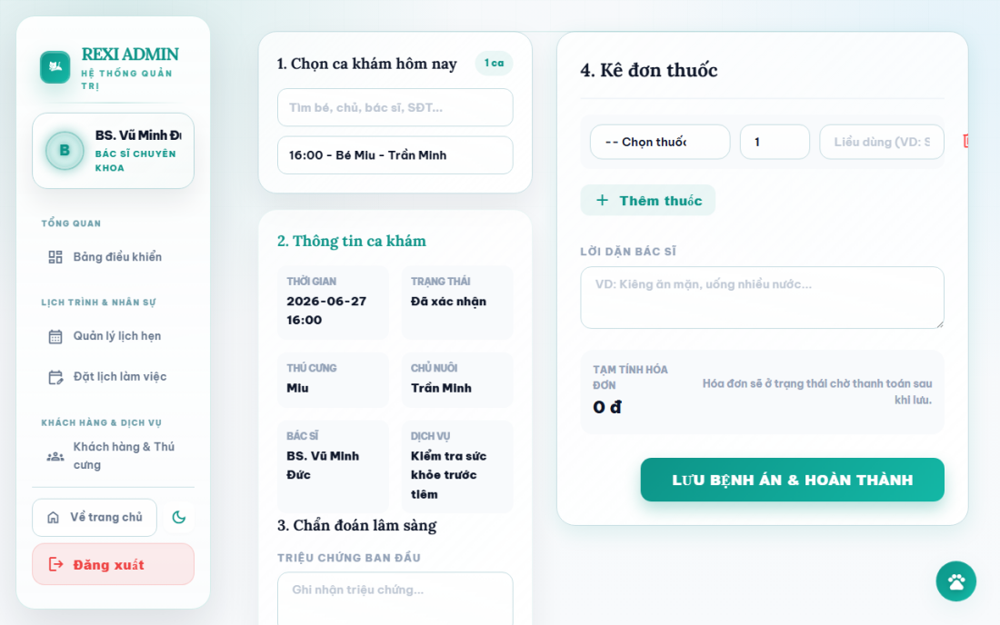 REXI ADMIN
HỆ THỐNG QUẢN
TRỊ
B
BS. Vũ Minh Đứ
BÁC SĨ CHUYÊN
KHOA
TỔNG QUAN
Bảng điều khiển
LỊCH TRÌNH & NHÂN SỰ
Quản lý lịch hẹn
Đặt lịch làm việc
KHÁCH HÀNG & DỊCH VỤ
Khách hàng & Thú
cưng
Về trang chủ
Đăng xuất
1. Chọn ca khám hôm nay
1 ca
Tìm bé, chủ, bác sĩ, SĐT...
16:00 - Bé Miu - Trần Minh
2. Thông tin ca khám
THỜI GIAN
2026-06-27
16:00
TRẠNG THÁI
Đã xác nhận
THÚ CƯNG
Miu
CHỦ NUÔI
Trần Minh
BÁC SĨ
BS. Vũ Minh
Đức
DỊCH VỤ
Kiểm tra sức
khỏe trước
tiêm
3. Chẩn đoán lâm sàng
TRIỆU CHỨNG BAN ĐẦU
Ghi nhận triệu chứng...
4. Kê đơn thuốc
-- Chọn thuốc
1
Liều dùng (VD: S
Thêm thuốc
LỜI DẶN BÁC SĨ
VD: Kiêng ăn mặn, uống nhiều nước...
TẠM TÍNH HÓA
ĐƠN
0 đ
Hóa đơn sẽ ở trạng thái chờ thanh toán sau
khi lưu.
LƯU BỆNH ÁN & HOÀN THÀNH